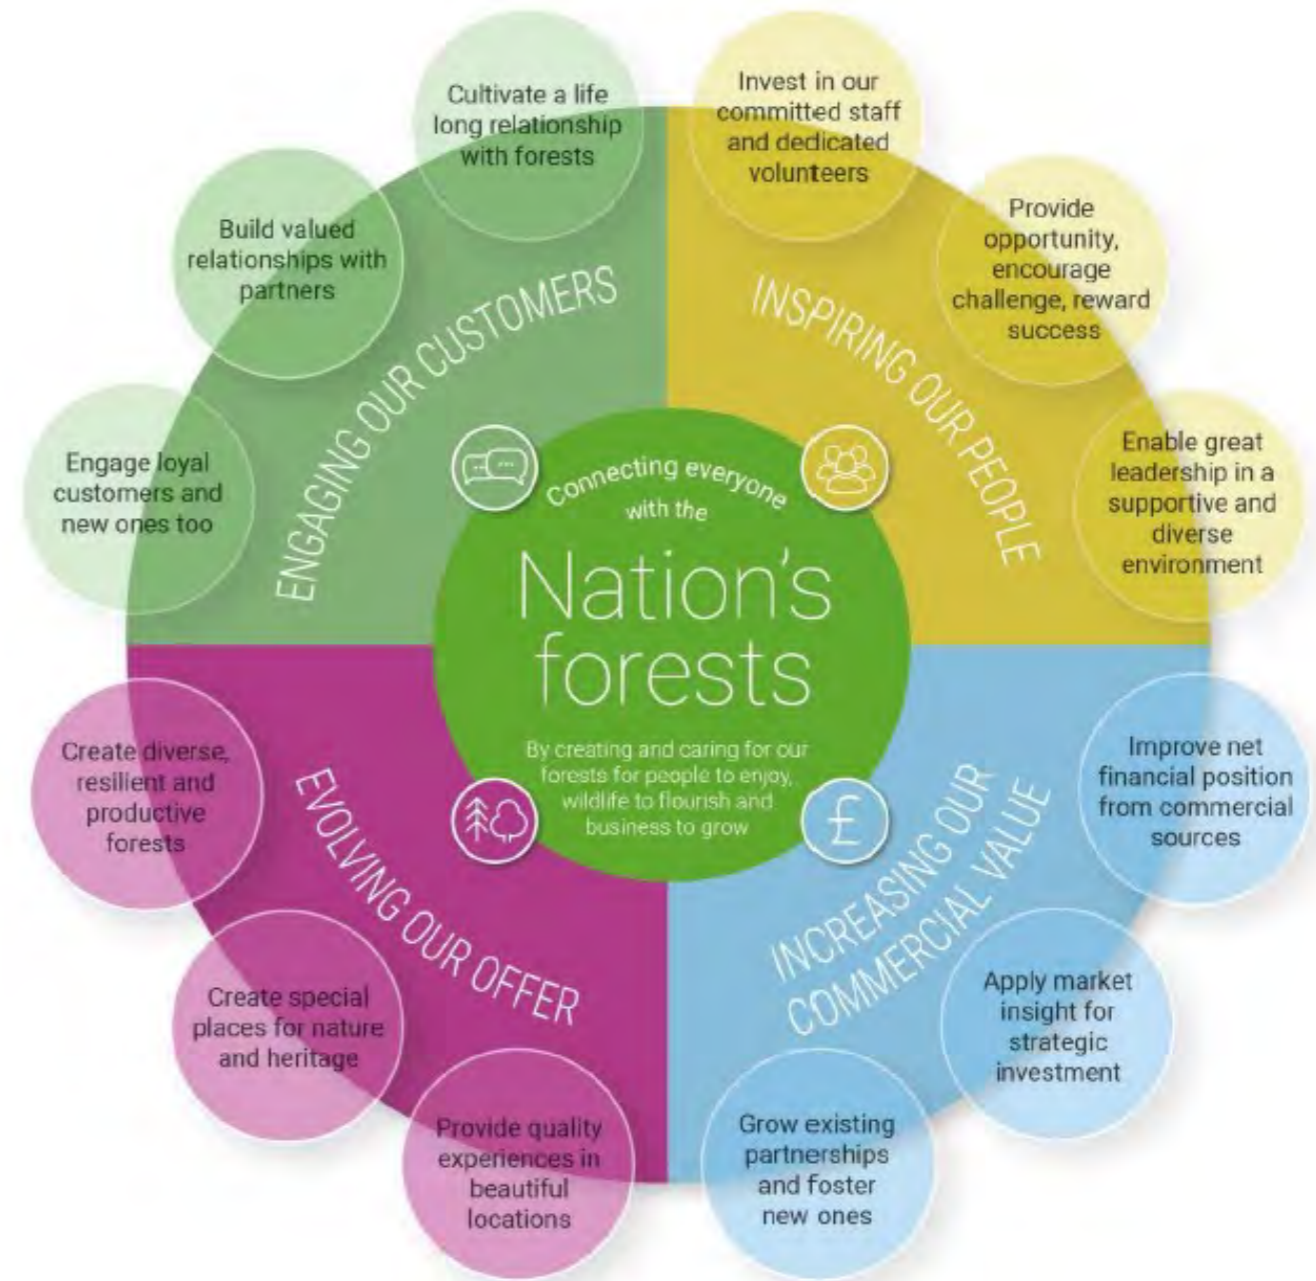 Cultivate a life
long relationship
with forests
Build valued
relationships with
partners
Engage loyal
customers and
new ones too
ENGAGING OUR CUSTOMERS
Invest in our
committed staff
and dedicated
volunteers
Provide
opportunity,
encourage
challenge, reward
success
Enable great
leadership in a
supportive and
diverse
environment
INSPIRING OUR PEOPLE
Connecting everyone
with the
Nation's
forests
By creating and caring for our
forests for people to enjoy,
wildlife to flourish and
business to grow
£
Create diverse,
resilient and
productive
forests
Create special
places for nature
and heritage
Provide quality
experiences in
beautiful
locations
EVOLVING OUR OFFER
Improve net
financial position
from commercial
sources
Apply market
insight for
strategic
investment
Grow existing
partnerships
and foster
new ones
INCREASING OUR
COMMERCIAL VALUE